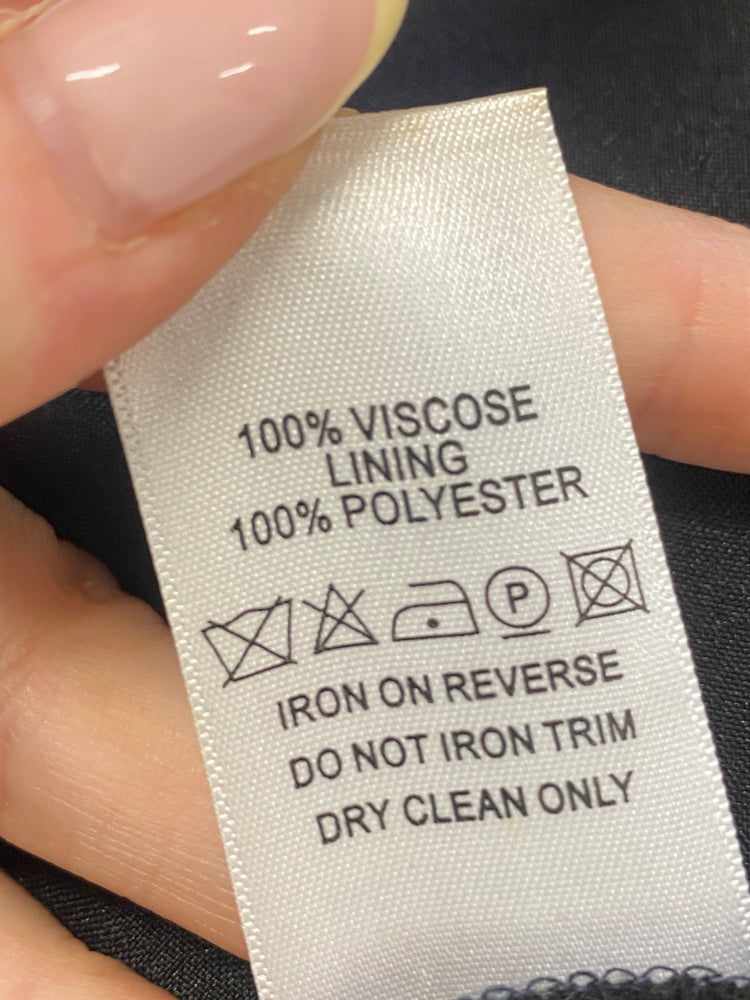 100% VISCOSE
LINING
100% POLYESTER
P
IRON ON REVERSE
DO NOT IRON TRIM
DRY CLEAN ONLY